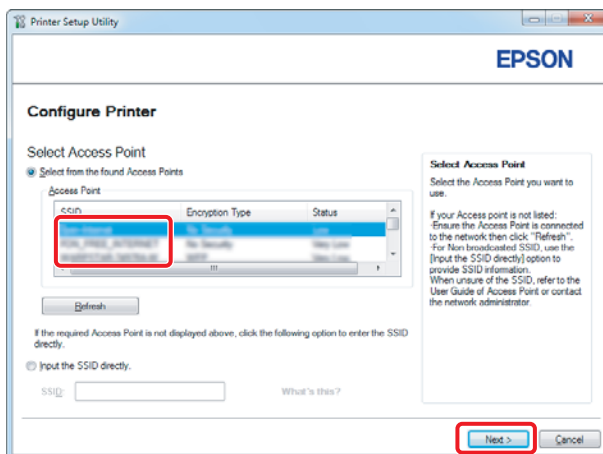 Printer Setup Utility
EPSON
Configure Printer
Select Access Point
Select from the found Access Points
Access Point
SSID Encryption Type Status
Refresh
If the required Access Point is not displayed above, click the following option to enter the SSID
directly.
Input the SSID directly.
SSID: What's this?
Select Access Point
Select the Access Point you want to
use.
If your Access point is not listed:
·Ensure the Access Point is connected
to the network then click "Refresh".
·For Non broadcasted SSID, use the
[Input the SSID directly] option to
provide SSID information.
When unsure of the SSID, refer to the
User Guide of Access Point or contact
the network administrator.
Next > Cancel